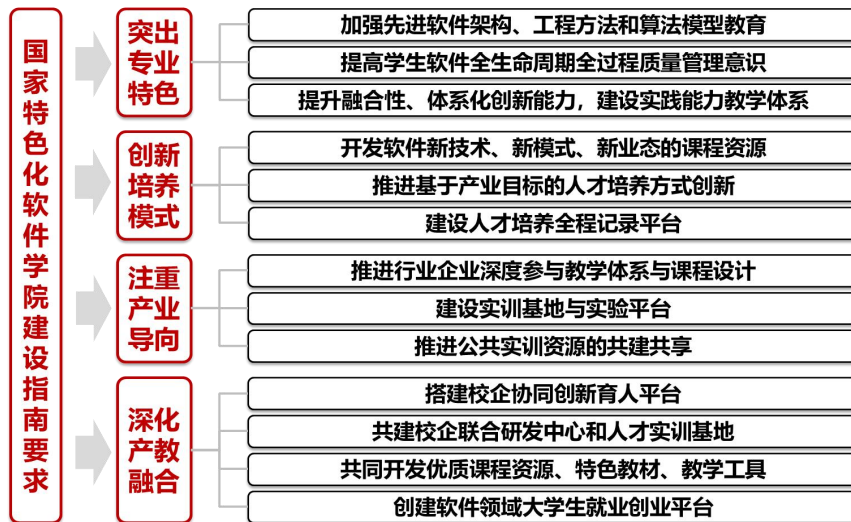 国家特色化软件学院建设指南要求
突出
专业
特色
加强先进软件架构、工程方法和算法模型教育
提高学生软件全生命周期全过程质量管理意识
提升融合性、体系化创新能力，建设实践能力教学体系
创新
培养
模式
开发软件新技术、新模式、新业态的课程资源
推进基于产业目标的人才培养方式创新
建设人才培养全程记录平台
注重
产业
导向
推进行业企业深度参与教学体系与课程设计
建设实训基地与实验平台
推进公共实训资源的共建共享
深化
产教
融合
搭建校企协同创新育人平台
共建校企联合研发中心和人才实训基地
共同开发优质课程资源、特色教材、教学工具
创建软件领域大学生就业创业平台